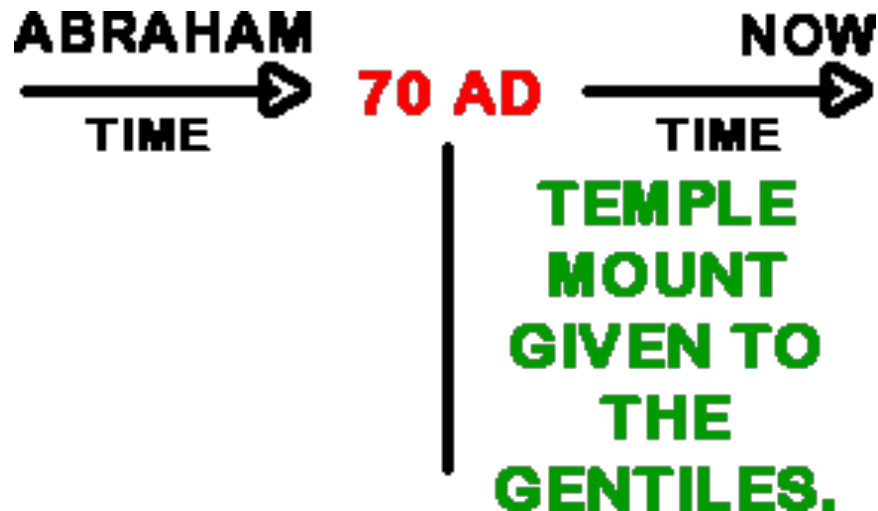 ABRAHAM
NOW
70 AD
TIME
TIME
TEMPLE
MOUNT
GIVEN TO
THE
GENTILES.